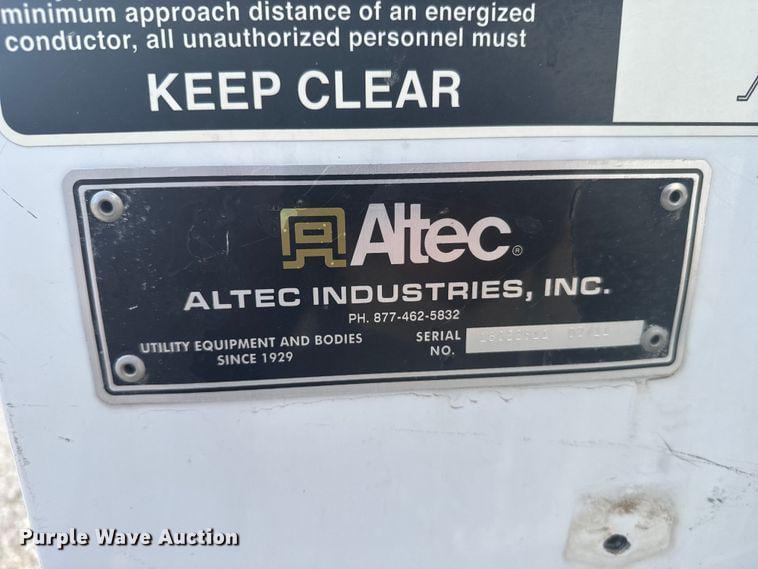 minimum approach distance of an energized
conductor, all unauthorized personnel must
KEEP CLEAR
Altec®
ALTEC INDUSTRIES, INC.
PH. 877-462-5832
UTILITY EQUIPMENT AND BODIES
SINCE 1929
SERIAL
NO.
Purple Wave Auction